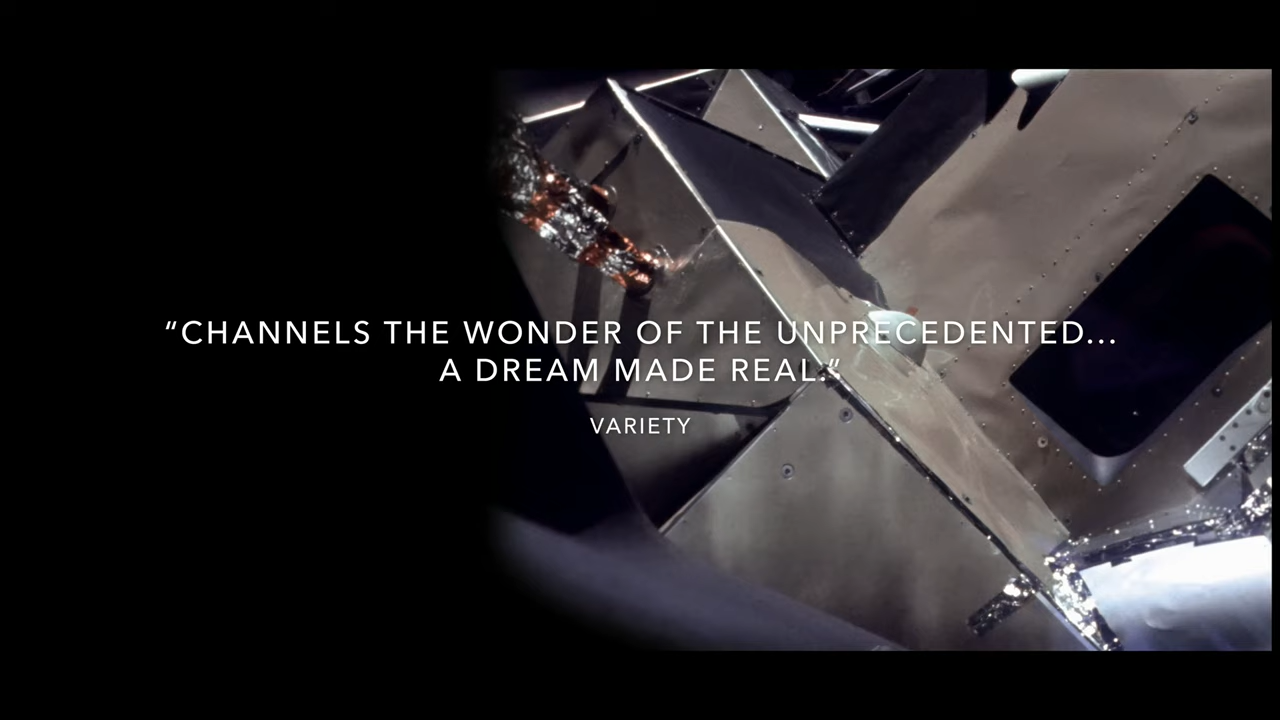 “CHANNELS THE WONDER OF THE UNPRECEDENTED...
A DREAM MADE REAL.”
VARIETY